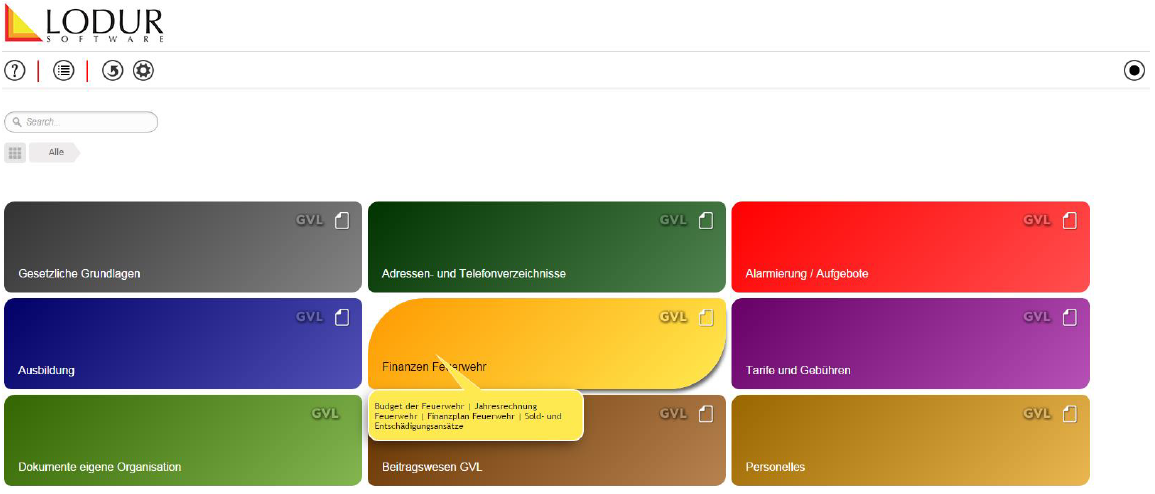 LODUR
SOFTWARE
?
Search...
Alle
GVL
Gesetzliche Grundlagen
GVL
Adressen- und Telefonverzeichnisse
GVL
Alarmierung / Aufgebote
GVL
Ausbildung
GVL
Finanzen Feuerwehr
GVL
Tarife und Gebühren
Budget der Feuerwehr | Jahresrechnung
Feuerwehr | Finanzplan Feuerwehr | Sold- und
Entschädigungsansätze
GVL
Dokumente eigene Organisation
GVL
Beitragswesen GVL
GVL
Personelles